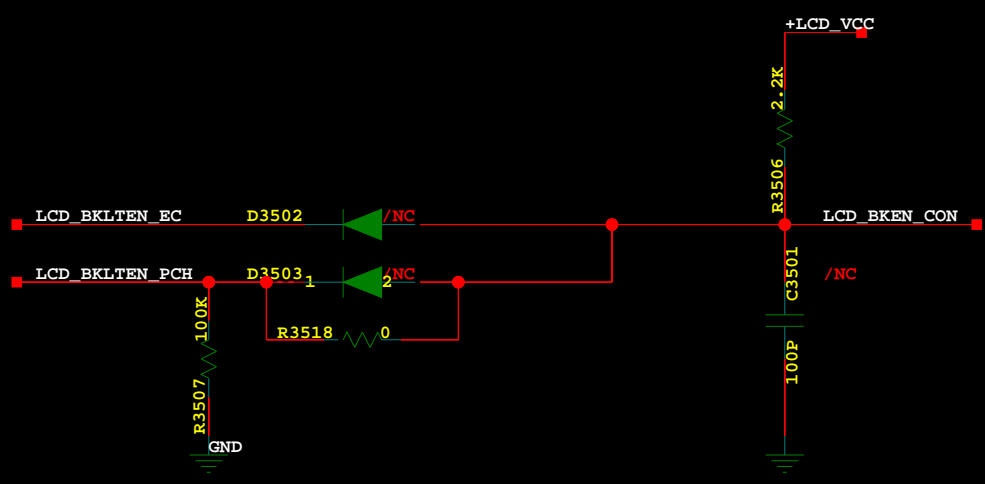 +LCD_VCC
2.2K
R3506
LCD_BKLTEN_EC
D3502
/NC
LCD_BKEN_CON
LCD_BKLTEN_PCH
D3503
1
2
/NC
C3501
/NC
100K
R3518
0
100P
R3507
GND